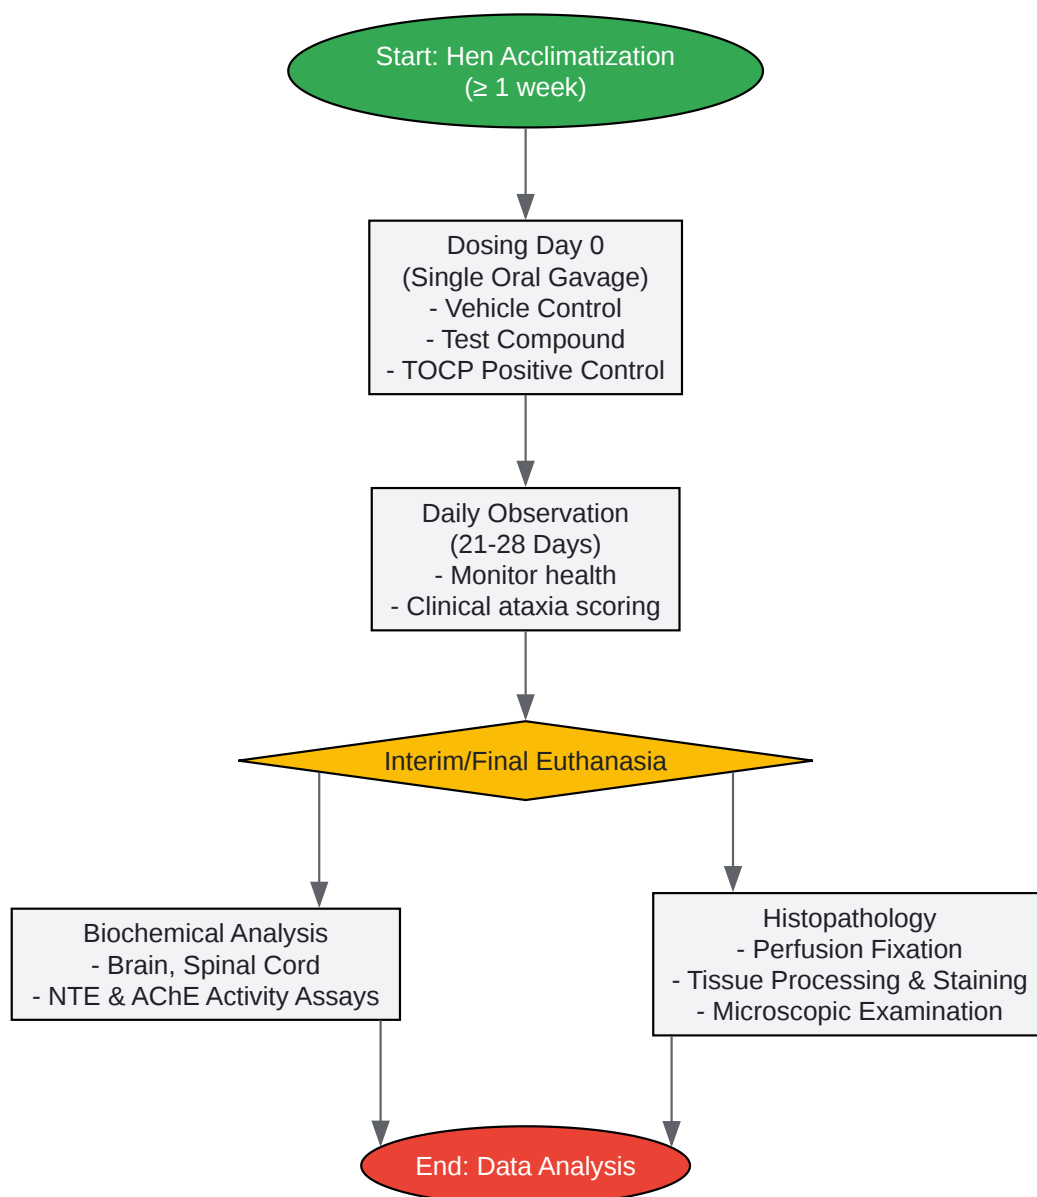 Start: Hen Acclimatization
(≥ 1 week)
Dosing Day 0
(Single Oral Gavage)
- Vehicle Control
- Test Compound
- TOCP Positive Control
Daily Observation
(21-28 Days)
- Monitor health
- Clinical ataxia scoring
Interim/Final Euthanasia
Biochemical Analysis
- Brain, Spinal Cord
- NTE & AChE Activity Assays
Histopathology
- Perfusion Fixation
- Tissue Processing & Staining
- Microscopic Examination
End: Data Analysis